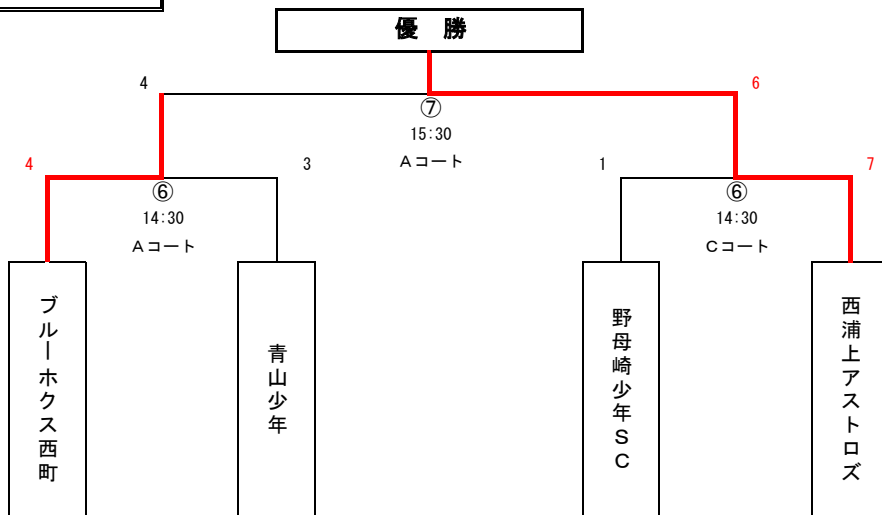 優 勝
4
6
⑦
15:30
Aコート
4
3
1
7
⑥
14:30
Aコート
⑥
14:30
Cコート
ブルーホクス西町
青山少年
野母崎少年SC
西浦上アストロズ